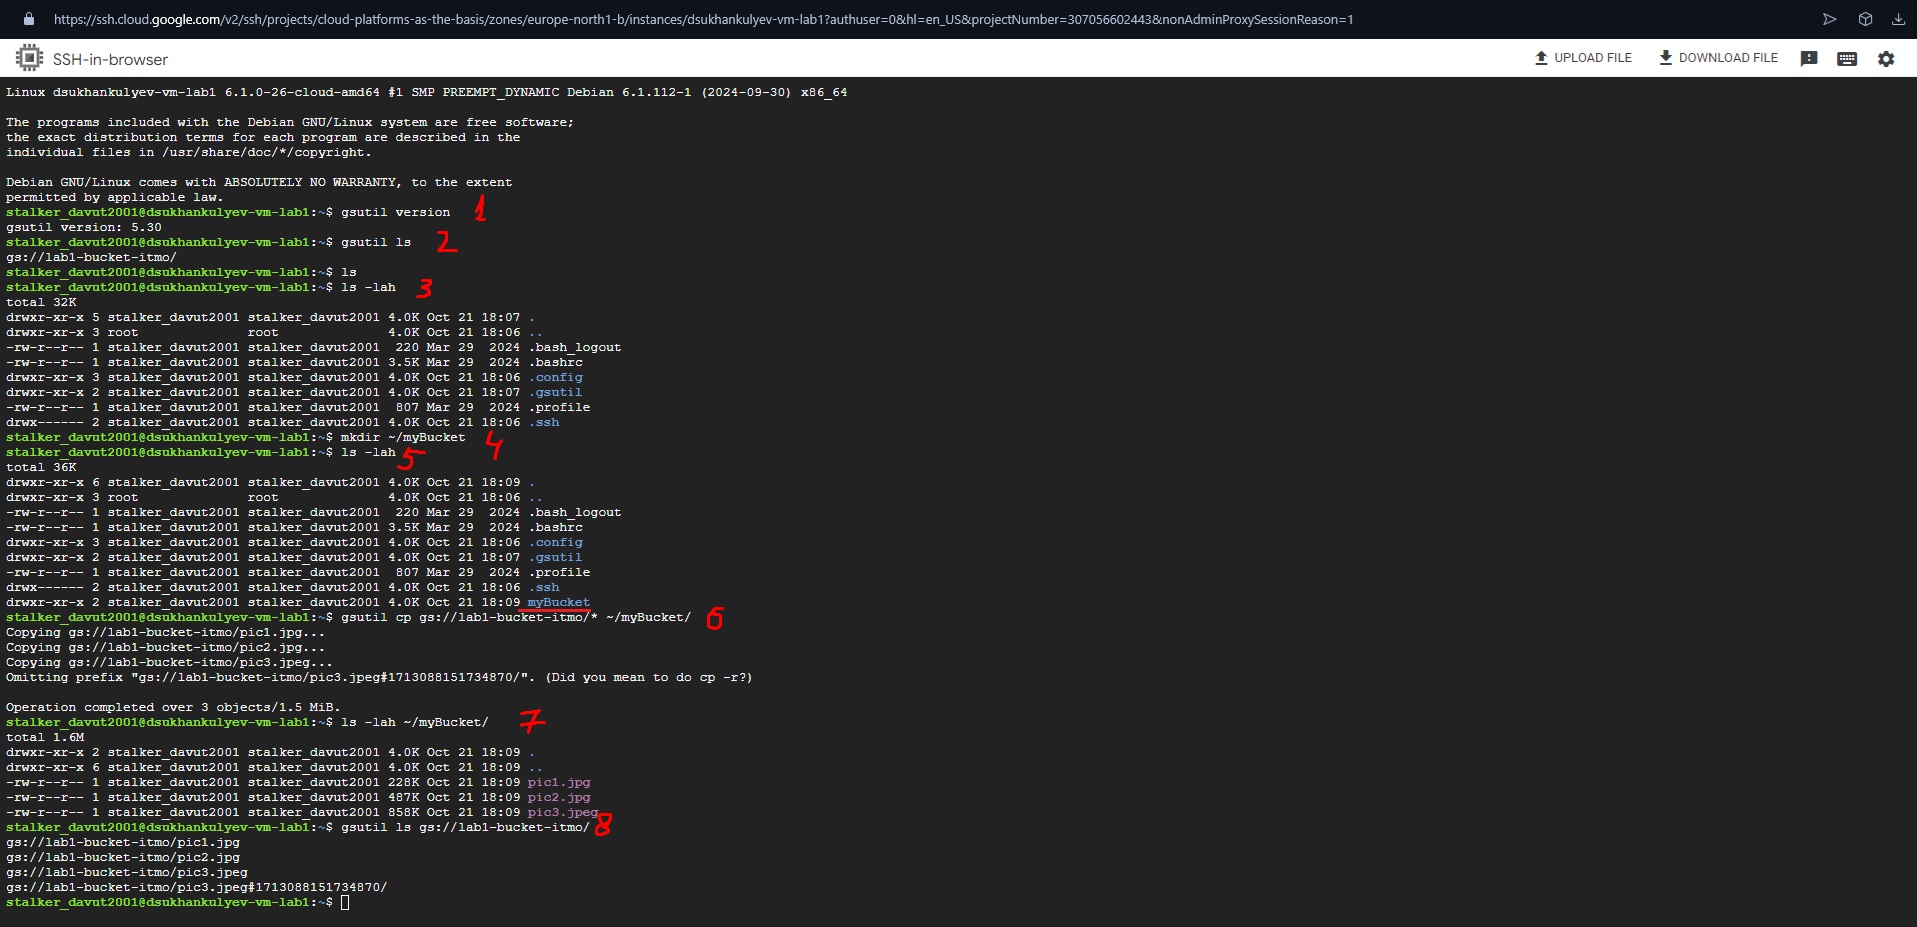 https://ssh.cloud.google.com/v2/ssh/projects/cloud-platforms-as-the-basis/zones/europe-north1-b/instances/dsukhankulyev-vm-lab1?authuser=0&hl=en_US&projectNumber=307056602443&nonAdminProxySessionReason=1
SSH-in-browser UPLOAD FILE DOWNLOAD FILE
Linux dsukhankulyev-vm-lab1 6.1.0-26-cloud-amd64 #1 SMP PREEMPT_DYNAMIC Debian 6.1.112-1 (2024-09-30) x86_64
The programs included with the Debian GNU/Linux system are free software;
the exact distribution terms for each program are described in the
individual files in /usr/share/doc/*/copyright.
Debian GNU/Linux comes with ABSOLUTELY NO WARRANTY, to the extent
permitted by applicable law.
stalker_davut2001@dsukhankulyev-vm-lab1:~$ gsutil version 1
gsutil version: 5.30
stalker_davut2001@dsukhankulyev-vm-lab1:~$ gsutil ls 2
gs://lab1-bucket-itmo/
stalker_davut2001@dsukhankulyev-vm-lab1:~$ ls
stalker_davut2001@dsukhankulyev-vm-lab1:~$ ls -lah 3
total 32K
drwxr-xr-x 5 stalker_davut2001 stalker_davut2001 4.0K Oct 21 18:07 .
drwxr-xr-x 3 root              root              4.0K Oct 21 18:06 ..
-rw-r--r-- 1 stalker_davut2001 stalker_davut2001  220 Mar 29  2024 .bash_logout
-rw-r--r-- 1 stalker_davut2001 stalker_davut2001 3.5K Mar 29  2024 .bashrc
drwxr-xr-x 3 stalker_davut2001 stalker_davut2001 4.0K Oct 21 18:06 .config
drwxr-xr-x 2 stalker_davut2001 stalker_davut2001 4.0K Oct 21 18:07 .gsutil
-rw-r--r-- 1 stalker_davut2001 stalker_davut2001  807 Mar 29  2024 .profile
drwx------ 2 stalker_davut2001 stalker_davut2001 4.0K Oct 21 18:06 .ssh
stalker_davut2001@dsukhankulyev-vm-lab1:~$ mkdir ~/myBucket 4
stalker_davut2001@dsukhankulyev-vm-lab1:~$ ls -lah 5
total 36K
drwxr-xr-x 6 stalker_davut2001 stalker_davut2001 4.0K Oct 21 18:09 .
drwxr-xr-x 3 root              root              4.0K Oct 21 18:06 ..
-rw-r--r-- 1 stalker_davut2001 stalker_davut2001  220 Mar 29  2024 .bash_logout
-rw-r--r-- 1 stalker_davut2001 stalker_davut2001 3.5K Mar 29  2024 .bashrc
drwxr-xr-x 3 stalker_davut2001 stalker_davut2001 4.0K Oct 21 18:06 .config
drwxr-xr-x 2 stalker_davut2001 stalker_davut2001 4.0K Oct 21 18:07 .gsutil
-rw-r--r-- 1 stalker_davut2001 stalker_davut2001  807 Mar 29  2024 .profile
drwx------ 2 stalker_davut2001 stalker_davut2001 4.0K Oct 21 18:06 .ssh
drwxr-xr-x 2 stalker_davut2001 stalker_davut2001 4.0K Oct 21 18:09 myBucket
stalker_davut2001@dsukhankulyev-vm-lab1:~$ gsutil cp gs://lab1-bucket-itmo/* ~/myBucket/ 6
Copying gs://lab1-bucket-itmo/pic1.jpg...
Copying gs://lab1-bucket-itmo/pic2.jpg...
Copying gs://lab1-bucket-itmo/pic3.jpeg...
Omitting prefix "gs://lab1-bucket-itmo/pic3.jpeg#1713088151734870/". (Did you mean to do cp -r?)
Operation completed over 3 objects/1.5 MiB.
stalker_davut2001@dsukhankulyev-vm-lab1:~$ ls -lah ~/myBucket/ 7
total 1.6M
drwxr-xr-x 2 stalker_davut2001 stalker_davut2001 4.0K Oct 21 18:09 .
drwxr-xr-x 6 stalker_davut2001 stalker_davut2001 4.0K Oct 21 18:09 ..
-rw-r--r-- 1 stalker_davut2001 stalker_davut2001 228K Oct 21 18:09 pic1.jpg
-rw-r--r-- 1 stalker_davut2001 stalker_davut2001 487K Oct 21 18:09 pic2.jpg
-rw-r--r-- 1 stalker_davut2001 stalker_davut2001 858K Oct 21 18:09 pic3.jpeg
stalker_davut2001@dsukhankulyev-vm-lab1:~$ gsutil ls gs://lab1-bucket-itmo/ 8
gs://lab1-bucket-itmo/pic1.jpg
gs://lab1-bucket-itmo/pic2.jpg
gs://lab1-bucket-itmo/pic3.jpeg
gs://lab1-bucket-itmo/pic3.jpeg#1713088151734870/
stalker_davut2001@dsukhankulyev-vm-lab1:~$